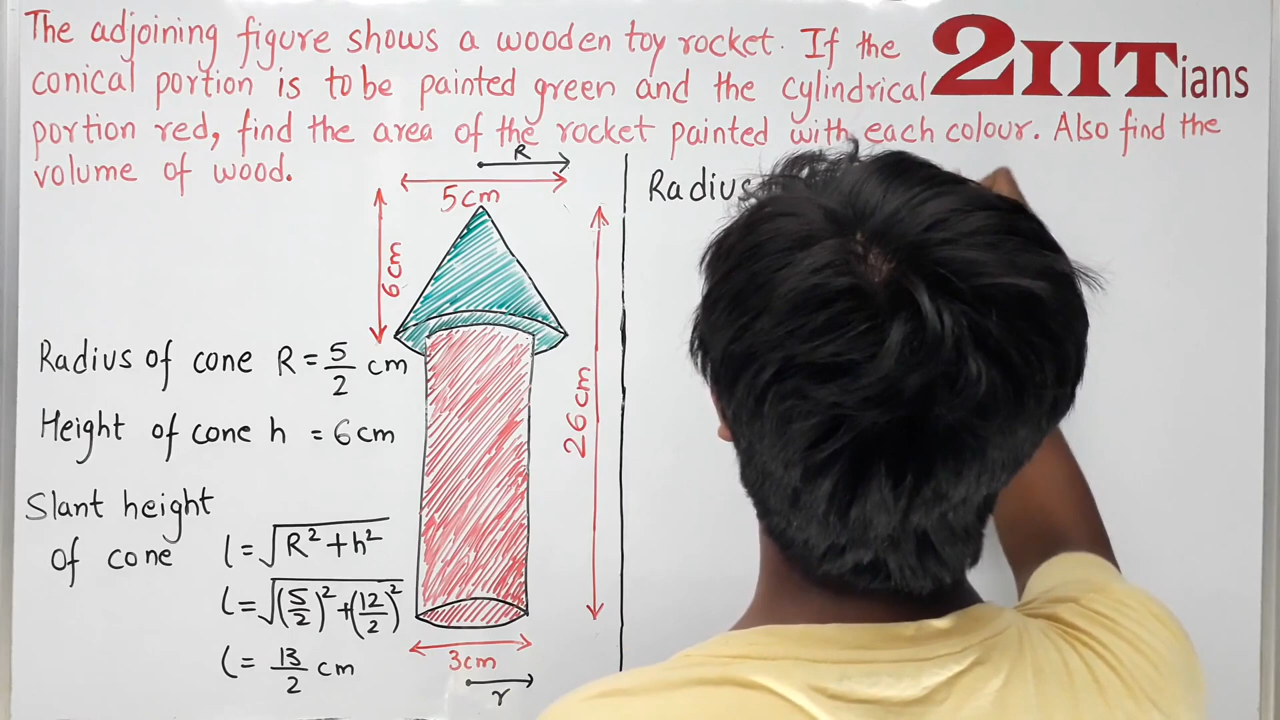 The adjoining figure shows a wooden toy rocket. If the
conical portion is to be painted green and the cylindrical
portion red, find the area of the rocket painted with each colour. Also find the
volume of wood.
2IITians
R
5cm
6cm
26cm
3cm
r
Radius of cone R = 5/2 cm
Height of cone h = 6cm
Slant height
of cone l = √R² + h²
l = √(5/2)² + (12/2)²
l = 13/2 cm
Radius